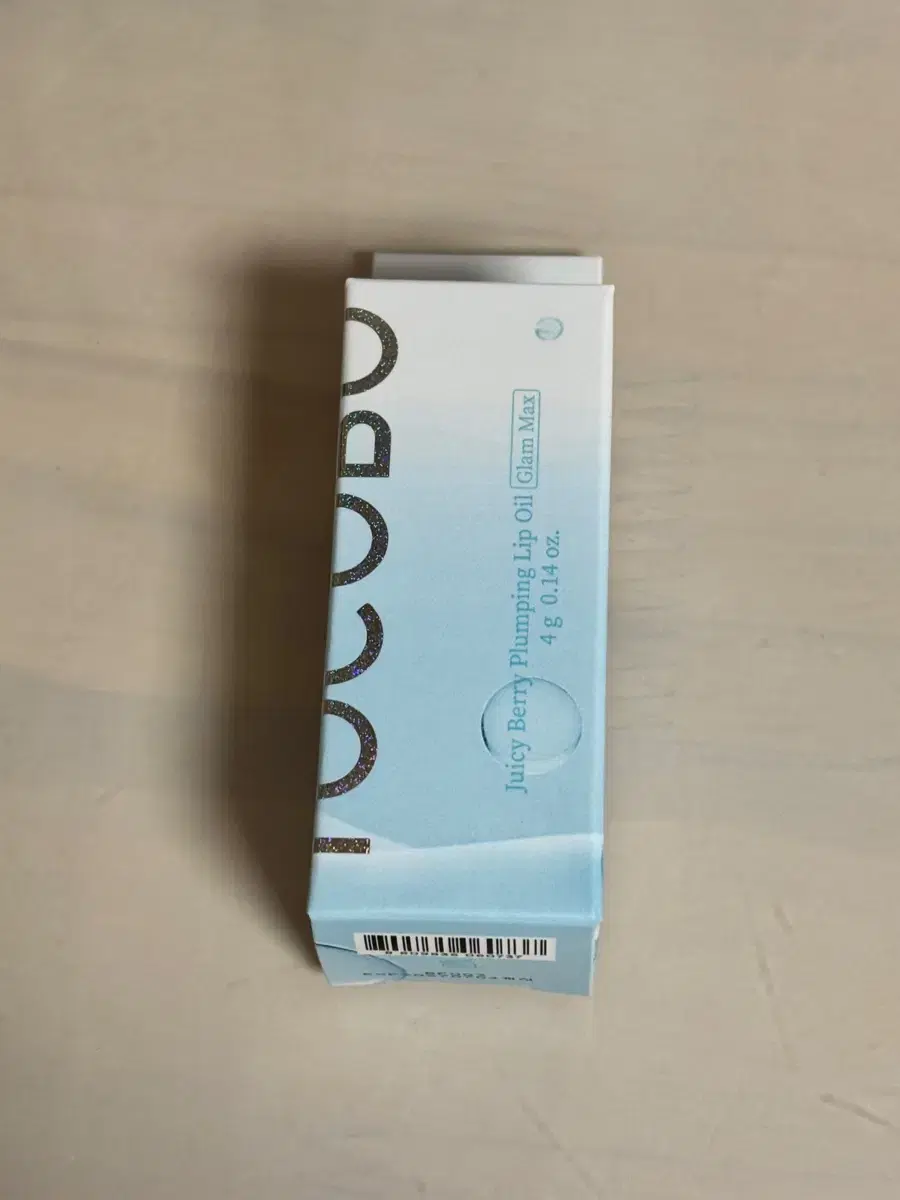 TOCOBO
Juicy Berry Plumping Lip Oil Glam Max
4 g 0.14 oz.